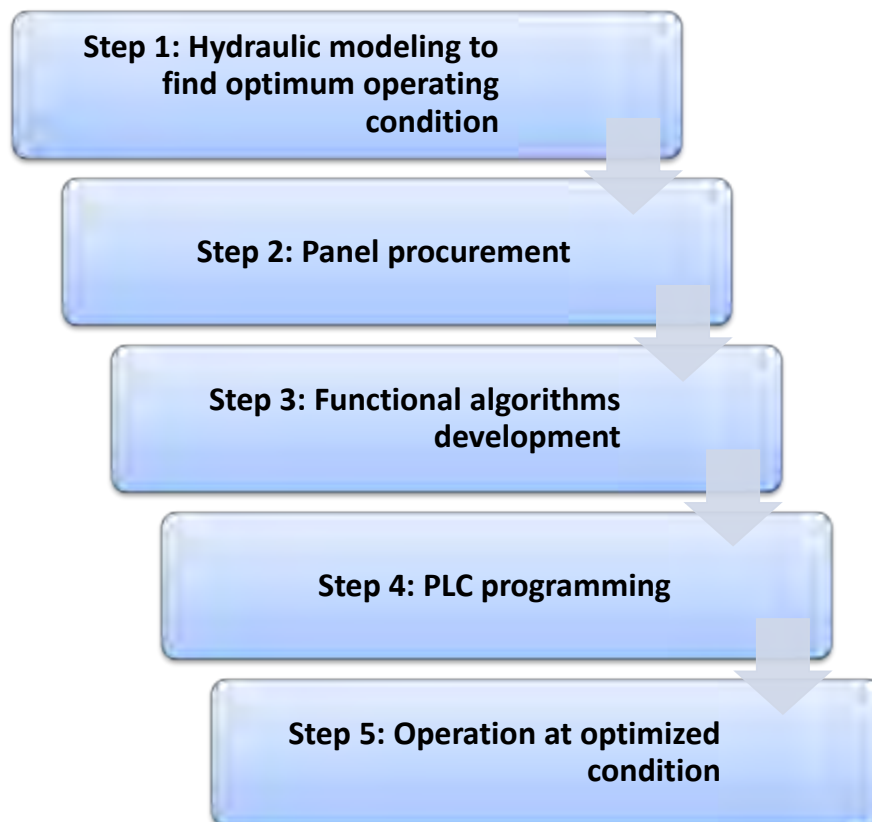 Step 1: Hydraulic modeling to
find optimum operating
condition
Step 2: Panel procurement
Step 3: Functional algorithms
development
Step 4: PLC programming
Step 5: Operation at optimized
condition